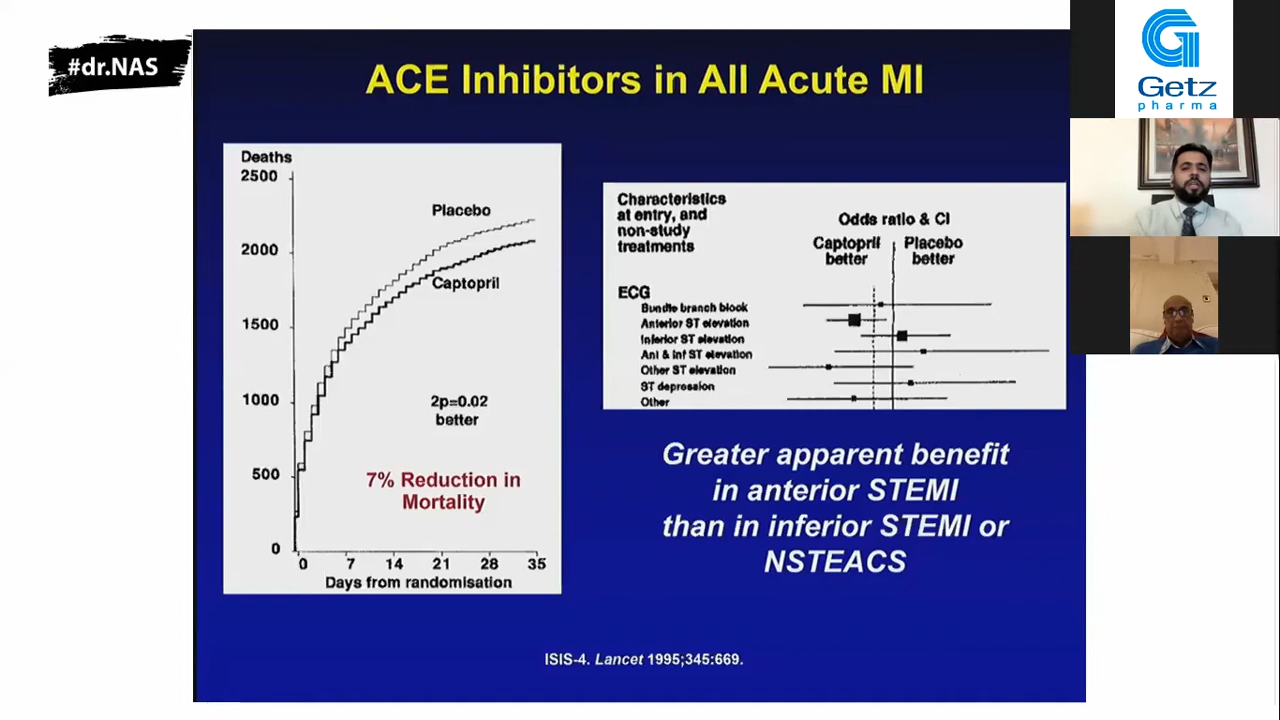 #dr.NAS
Getz
pharma
ACE Inhibitors in All Acute MI
Deaths
2500
2000
1500
1000
500
0
Placebo
Captopril
2p=0.02
better
7% Reduction in
Mortality
0 7 14 21 28 35
Days from randomisation
Characteristics
at entry, and
non-study
treatments
Odds ratio & CI
Captopril better
Placebo better
ECG
Bundle branch block
Anterior ST elevation
Inferior ST elevation
Ant & Inf ST elevation
Other ST elevation
ST depression
Other
Greater apparent benefit
in anterior STEMI
than in inferior STEMI or
NSTEACS
ISIS-4. Lancet 1995;345:669.